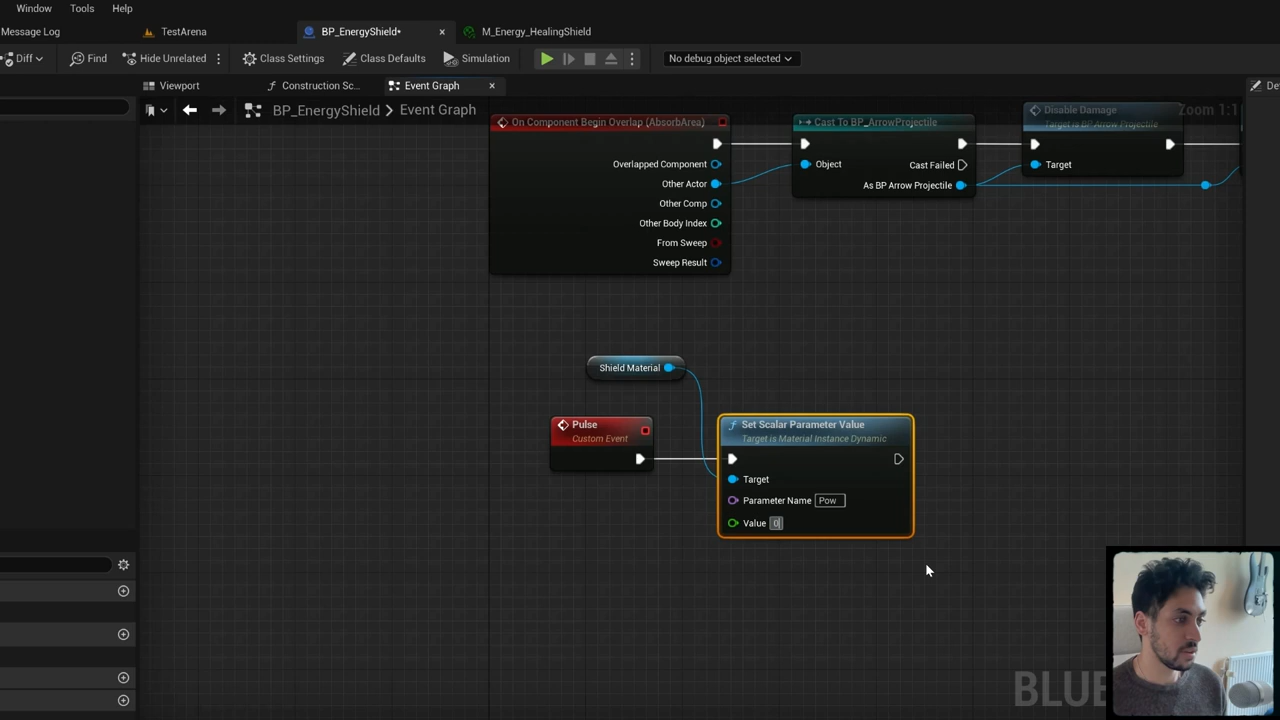 Window Tools Help
Message Log TestArena BP_EnergyShield* M_Energy_HealingShield
Diff Find Hide Unrelated Class Settings Class Defaults Simulation No debug object selected
Viewport Construction Sc... Event Graph
BP_EnergyShield > Event Graph
Zoom 1:1
On Component Begin Overlap (AbsorbArea)
Overlapped Component
Other Actor
Other Comp
Other Body Index
From Sweep
Sweep Result
Cast To BP_ArrowProjectile
Object Cast Failed
As BP Arrow Projectile
Disable Damage
Target is BP Arrow Projectile
Target
Shield Material
Pulse
Custom Event
Set Scalar Parameter Value
Target is Material Instance Dynamic
Target
Parameter Name Pow
Value 0